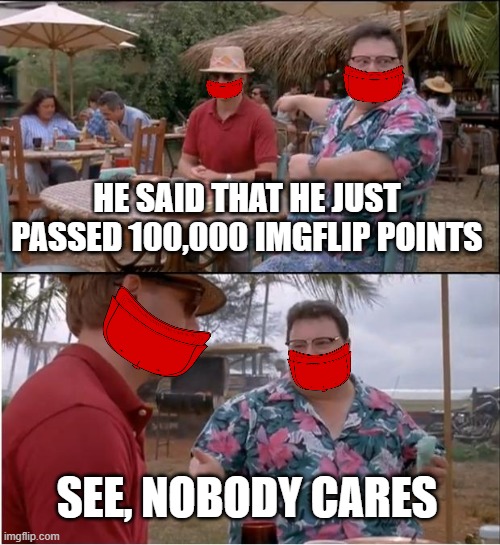 HE SAID THAT HE JUST
PASSED 100,000 IMGFLIP POINTS
SEE, NOBODY CARES
imgflip.com